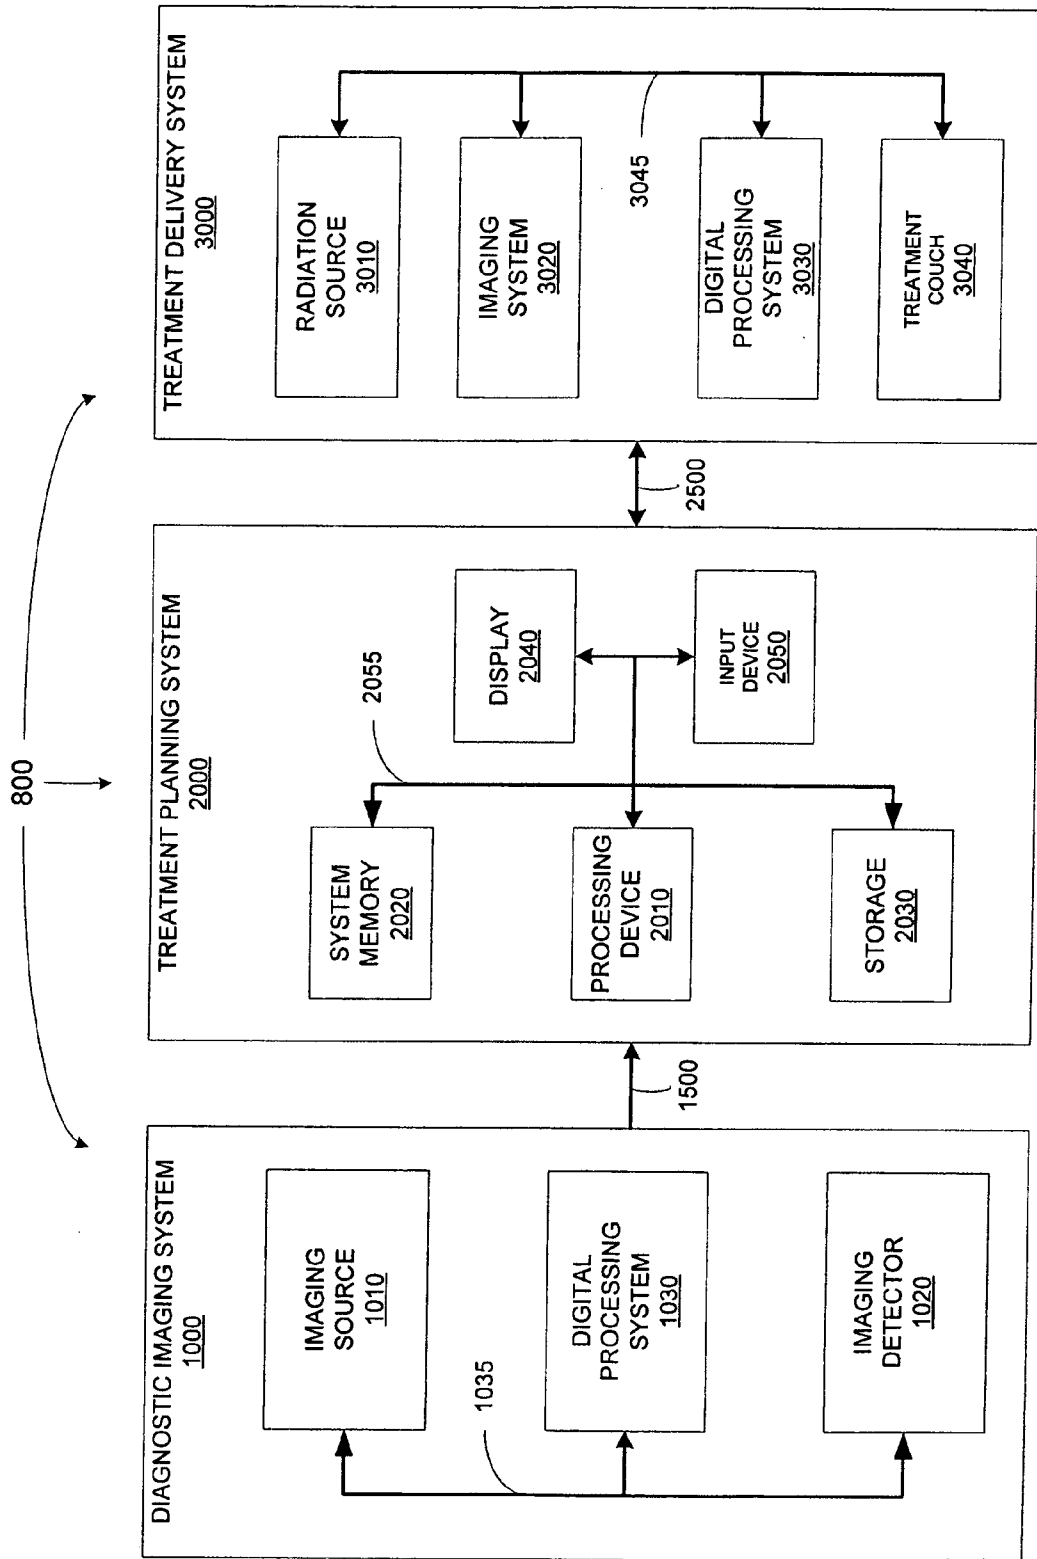 800
DIAGNOSTIC IMAGING SYSTEM
1000
IMAGING
SOURCE
1010
DIGITAL
PROCESSING
SYSTEM
1030
IMAGING
DETECTOR
1020
1035
1500
TREATMENT PLANNING SYSTEM
2000
SYSTEM
MEMORY
2020
PROCESSING
DEVICE
2010
STORAGE
2030
2055
DISPLAY
2040
INPUT
DEVICE
2050
2500
TREATMENT DELIVERY SYSTEM
3000
RADIATION
SOURCE
3010
IMAGING
SYSTEM
3020
DIGITAL
PROCESSING
SYSTEM
3030
TREATMENT
COUCH
3040
3045